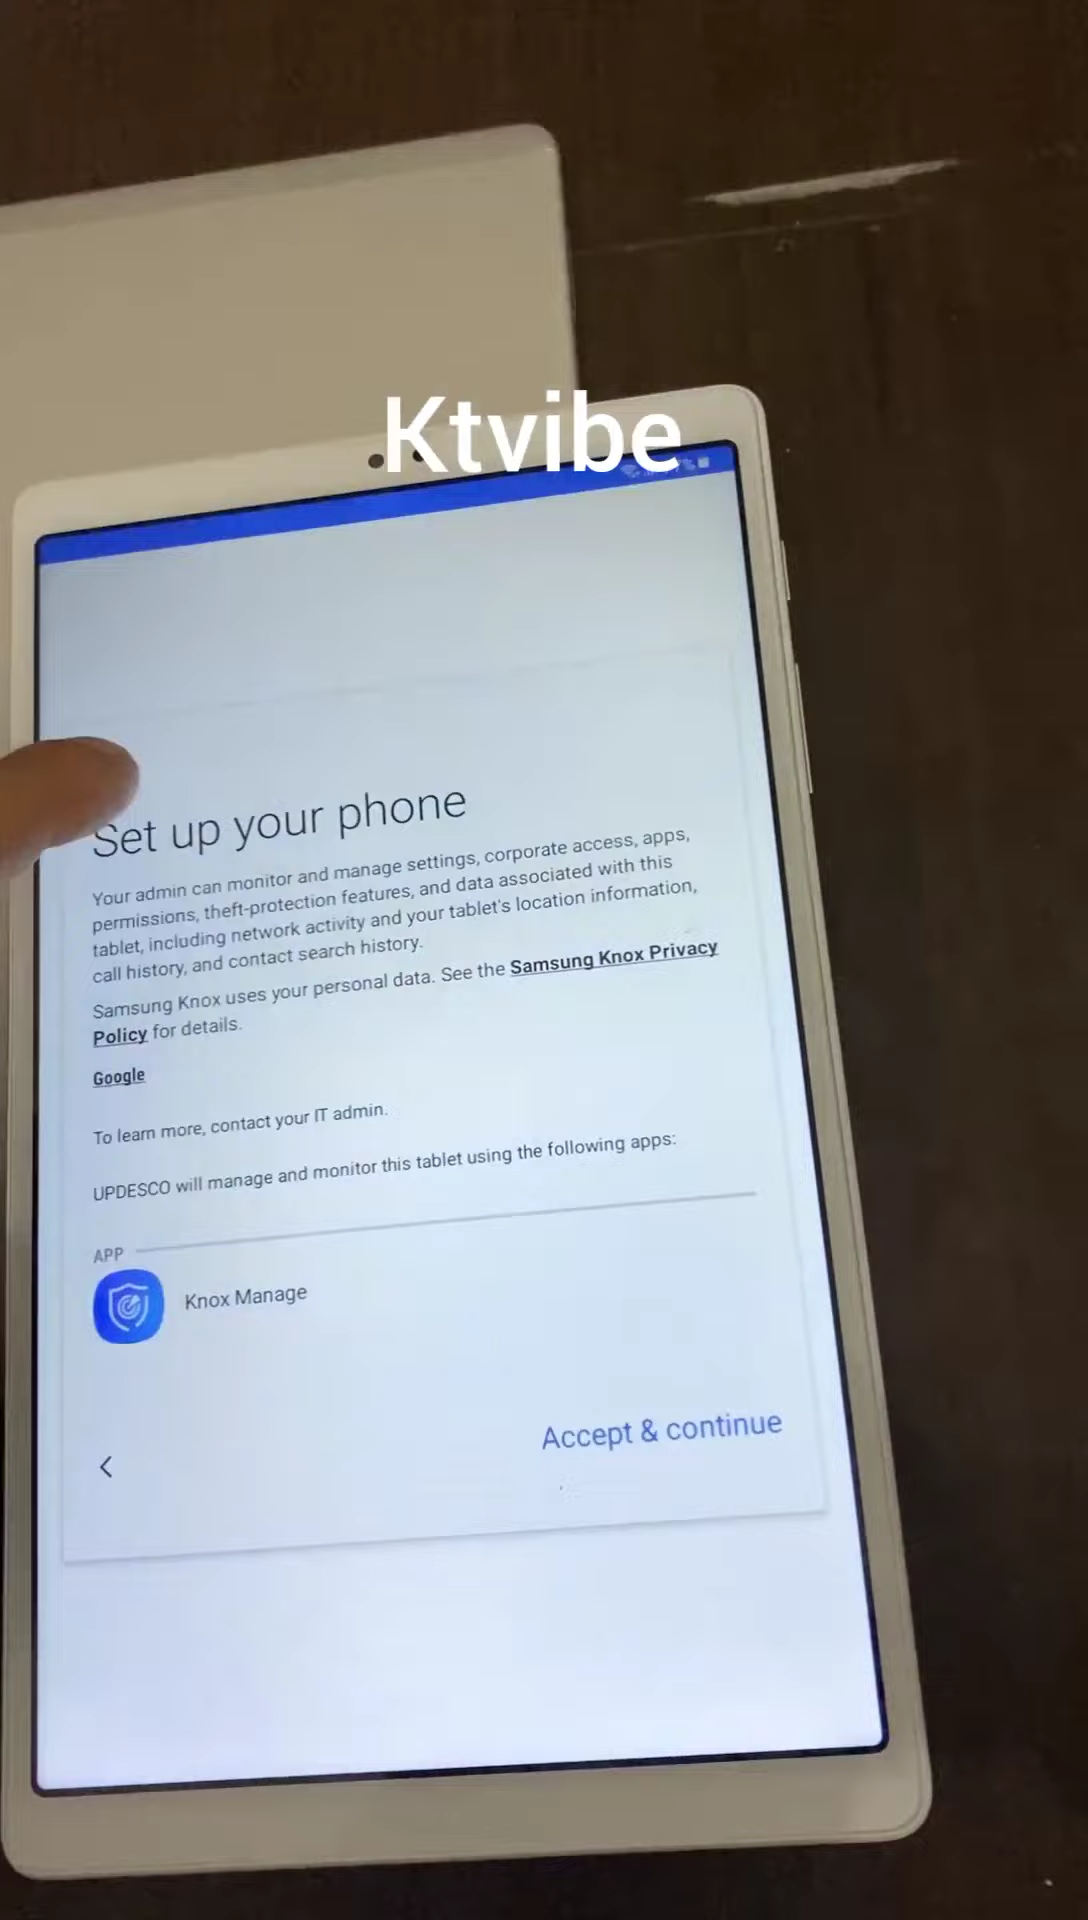 Ktvibe
Set up your phone
Your admin can monitor and manage settings, corporate access, apps,
permissions, theft-protection features, and data associated with this
tablet, including network activity and your tablet's location information,
call history, and contact search history.
Samsung Knox uses your personal data. See the Samsung Knox Privacy
Policy for details.
Google
To learn more, contact your IT admin.
UPDESCO will manage and monitor this tablet using the following apps:
APP
Knox Manage
Accept & continue